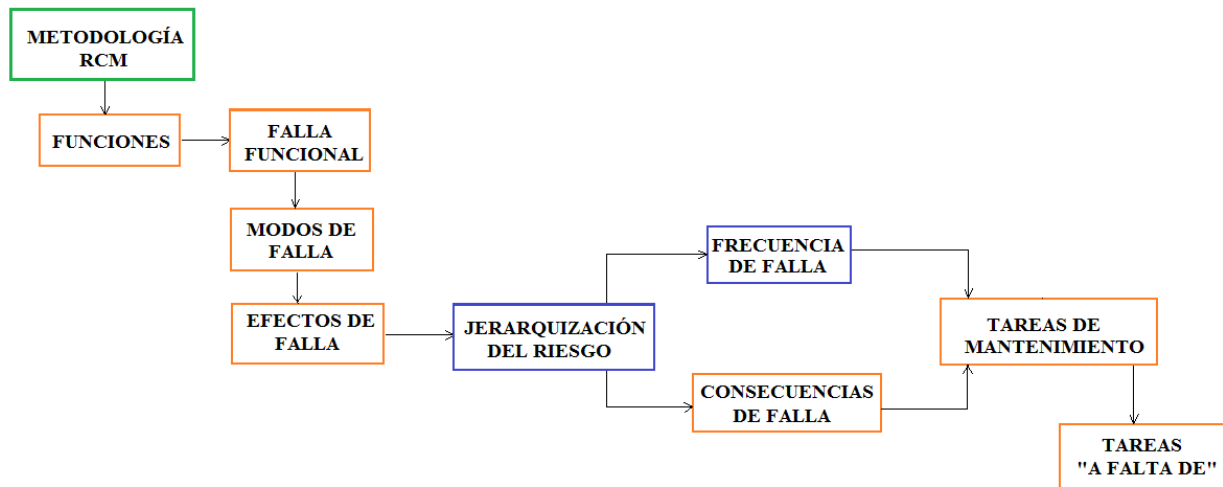 METODOLOGÍA
RCM
FUNCIONES
FALLA
FUNCIONAL
MODOS DE
FALLA
EFECTOS DE
FALLA
JERARQUIZACIÓN
DEL RIESGO
FRECUENCIA
DE FALLA
CONSECUENCIAS
DE FALLA
TAREAS DE
MANTENIMIENTO
TAREAS
"A FALTA DE"